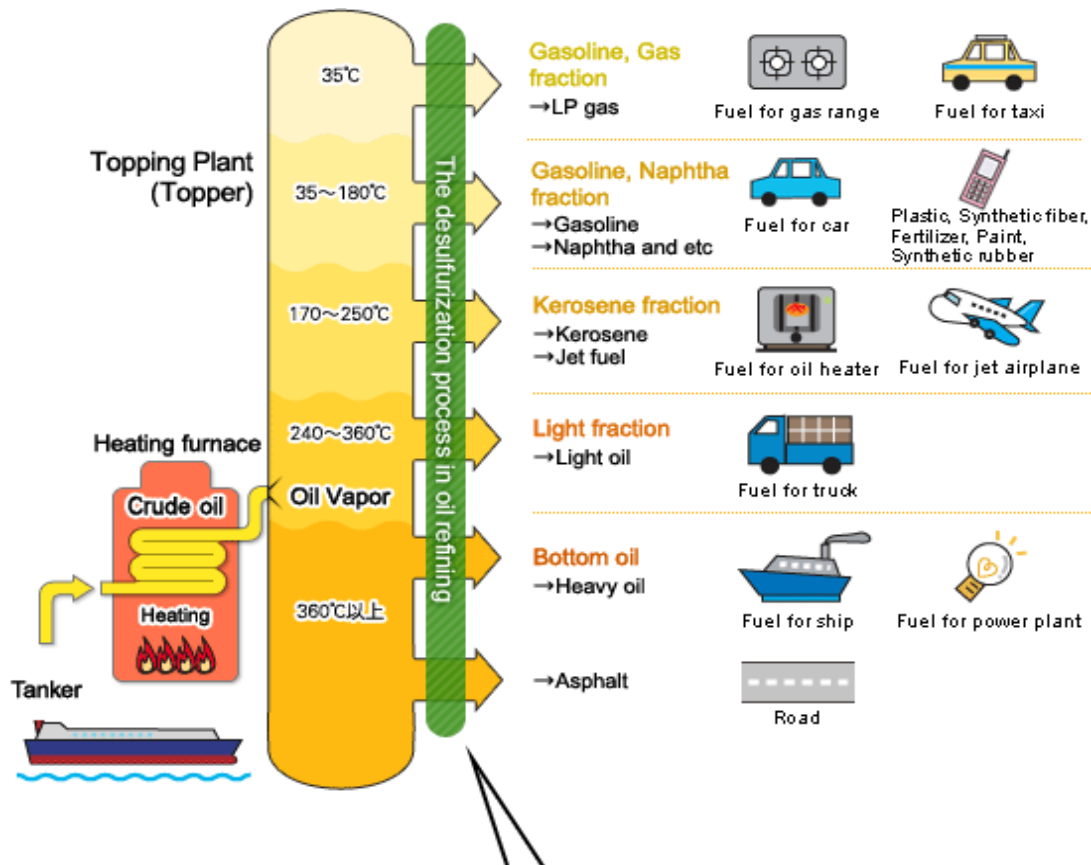 Topping Plant
(Topper)
35℃
35～180℃
170～250℃
240～360℃
Oil Vapor
360℃以上
Heating furnace
Crude oil
Heating
Tanker
The desulfurization process in oil refining
Gasoline, Gas
fraction
→LP gas
Fuel for gas range
Fuel for taxi
Gasoline, Naphtha
fraction
→Gasoline
→Naphtha and etc
Fuel for car
Plastic, Synthetic fiber,
Fertilizer, Paint,
Synthetic rubber
Kerosene fraction
→Kerosene
→Jet fuel
Fuel for oil heater
Fuel for jet airplane
Light fraction
→Light oil
Fuel for truck
Bottom oil
→Heavy oil
Fuel for ship
Fuel for power plant
→Asphalt
Road